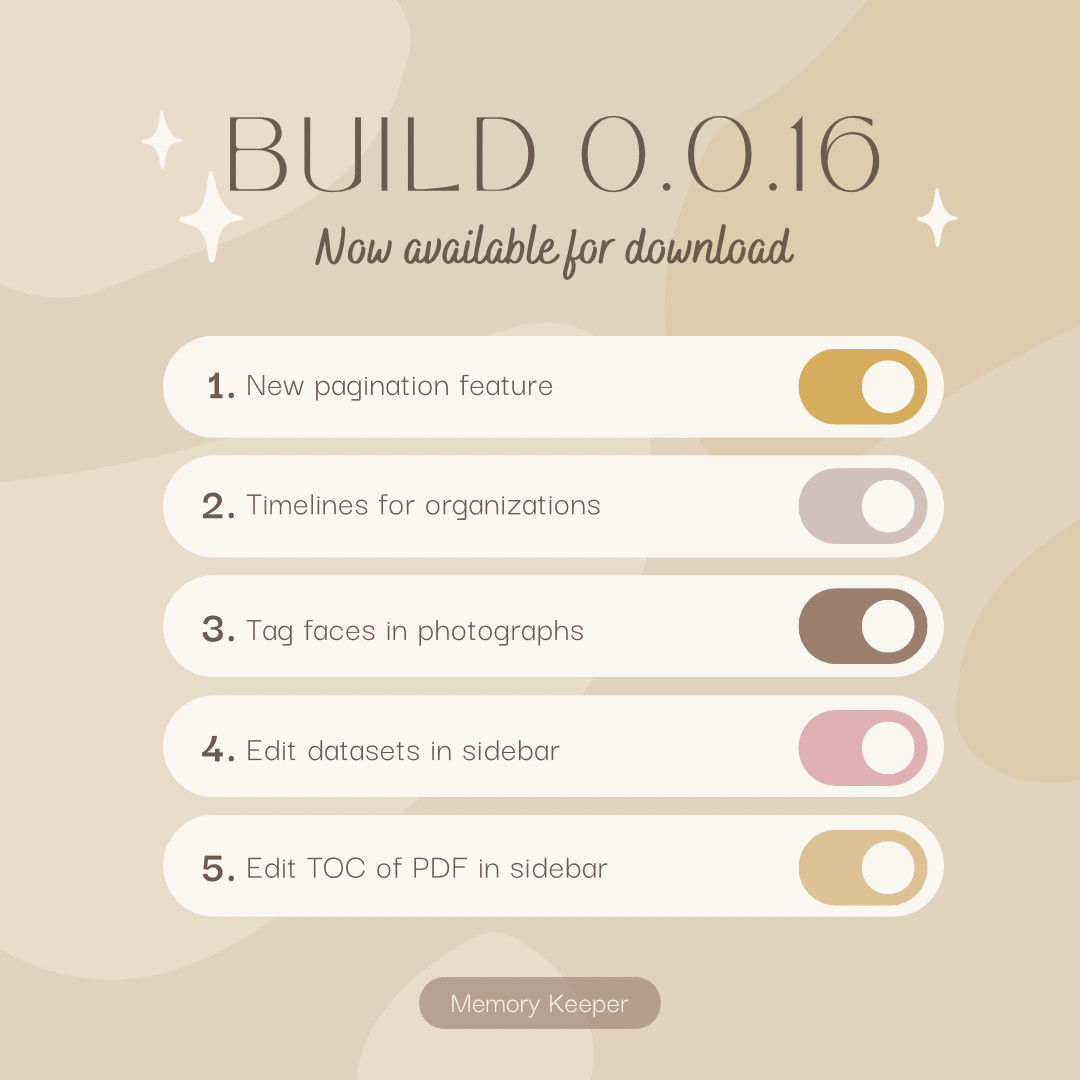 BUILD 0.0.16
Now available for download
1. New pagination feature
2. Timelines for organizations
3. Tag faces in photographs
4. Edit datasets in sidebar
5. Edit TOC of PDF in sidebar
Memory Keeper